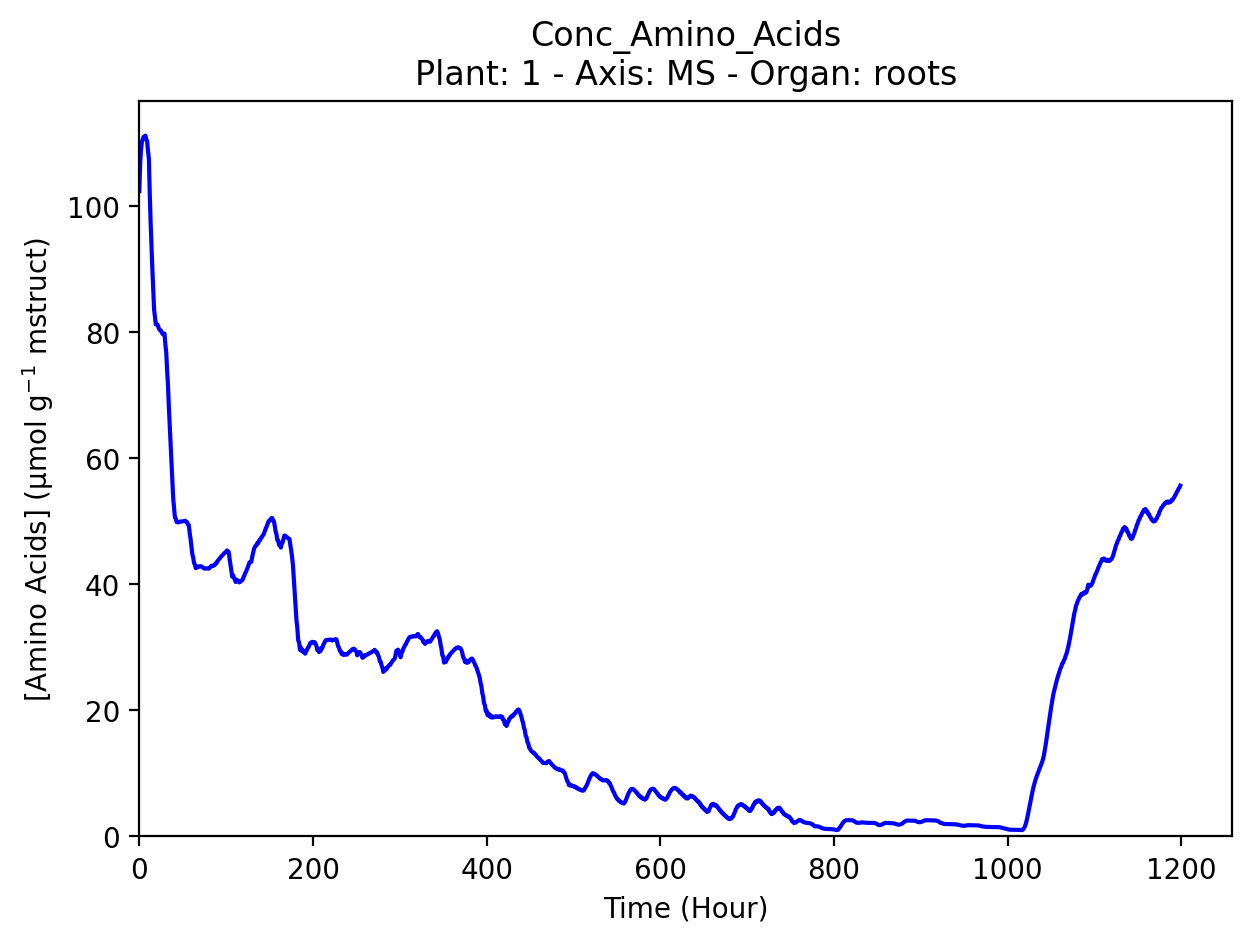 Conc_Amino_Acids
Plant: 1 - Axis: MS - Organ: roots
[Amino Acids] (µmol g⁻¹ mstruct)
100
80
60
40
20
0
0 200 400 600 800 1000 1200
Time (Hour)